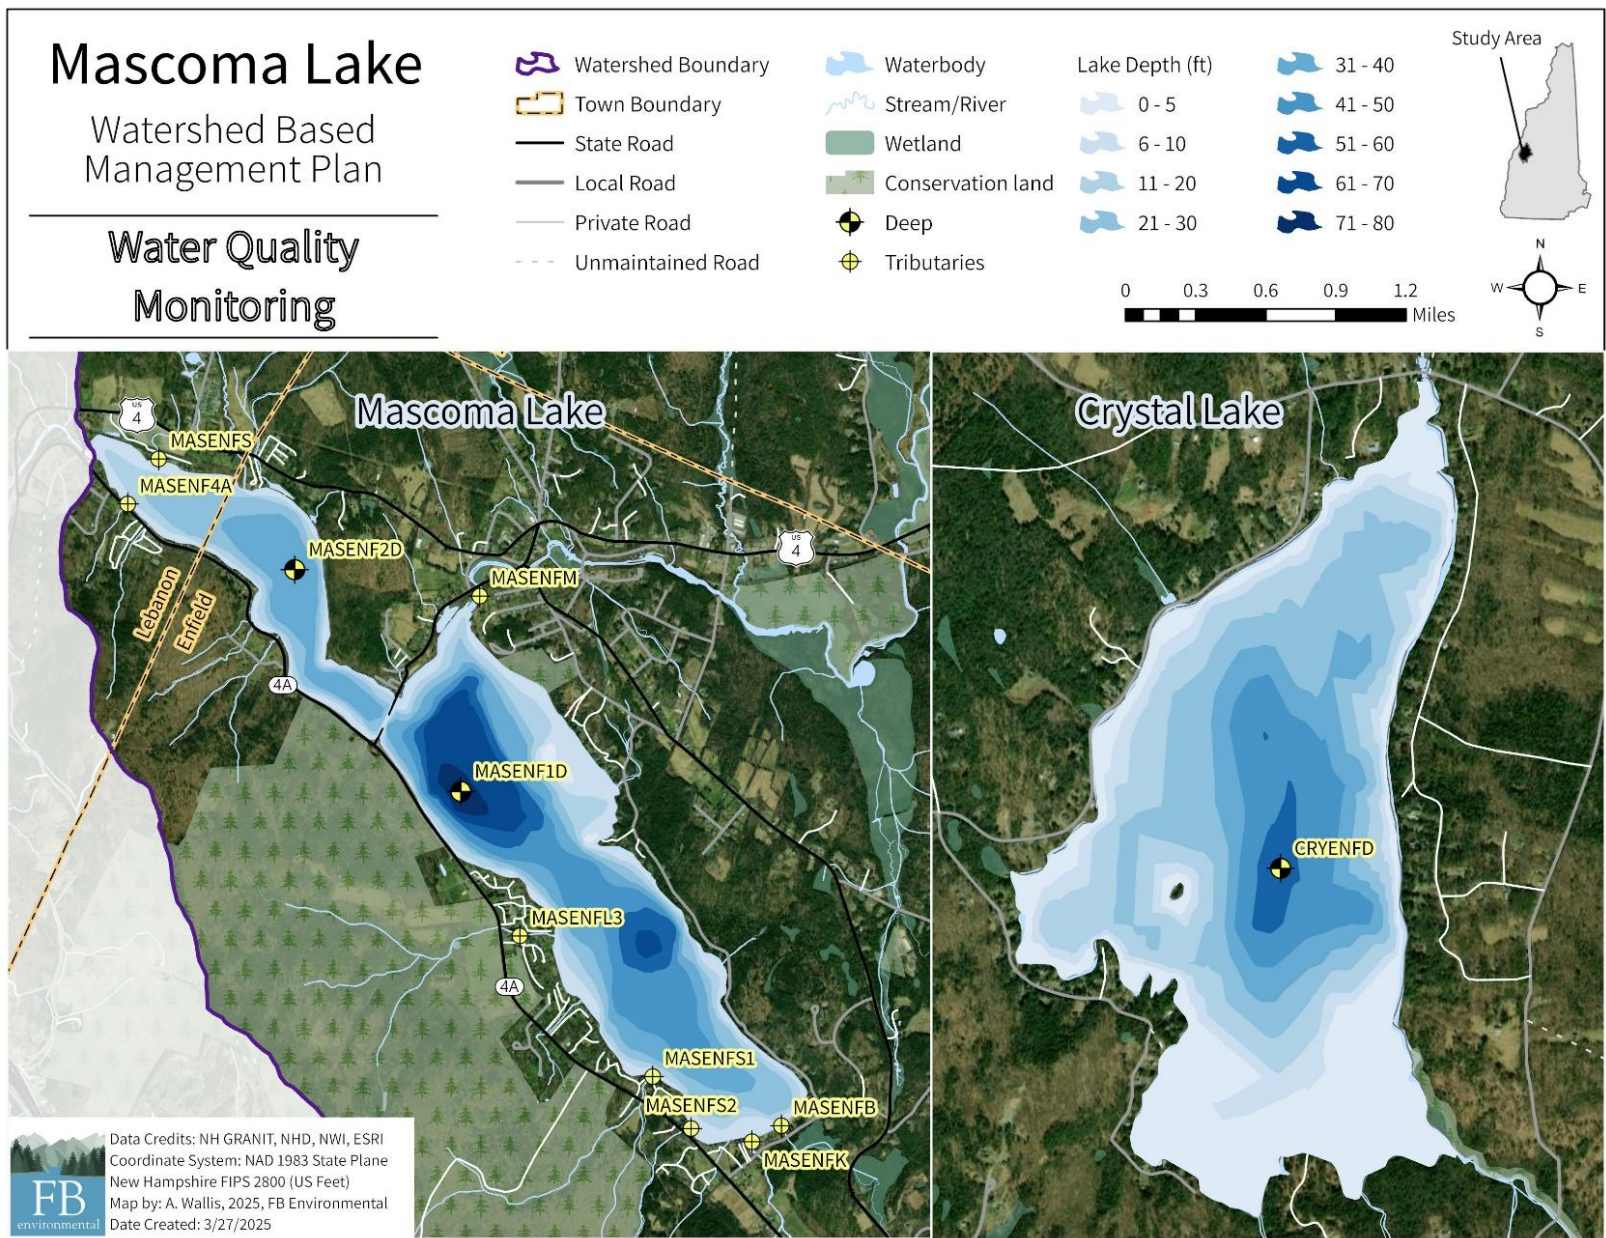 Mascoma Lake
Watershed Based
Management Plan
Water Quality
Monitoring
Watershed Boundary
Town Boundary
State Road
Local Road
Private Road
Unmaintained Road
Waterbody
Stream/River
Wetland
Conservation land
Deep
Tributaries
Lake Depth (ft)
0 - 5
6 - 10
11 - 20
21 - 30
31 - 40
41 - 50
51 - 60
61 - 70
71 - 80
0 0.3 0.6 0.9 1.2
Miles
Study Area
N
W E
S
Mascoma Lake
US
4
MASENFS
MASENF4A
MASENF2D
MASENFM
US
4
Lebanon
Enfield
4A
MASENF1D
MASENFL3
4A
MASENFS1
MASENFS2
MASENFB
MASENFK
Crystal Lake
CRYENFD
FB
environmental
Data Credits: NH GRANIT, NHD, NWI, ESRI
Coordinate System: NAD 1983 State Plane
New Hampshire FIPS 2800 (US Feet)
Map by: A. Wallis, 2025, FB Environmental
Date Created: 3/27/2025